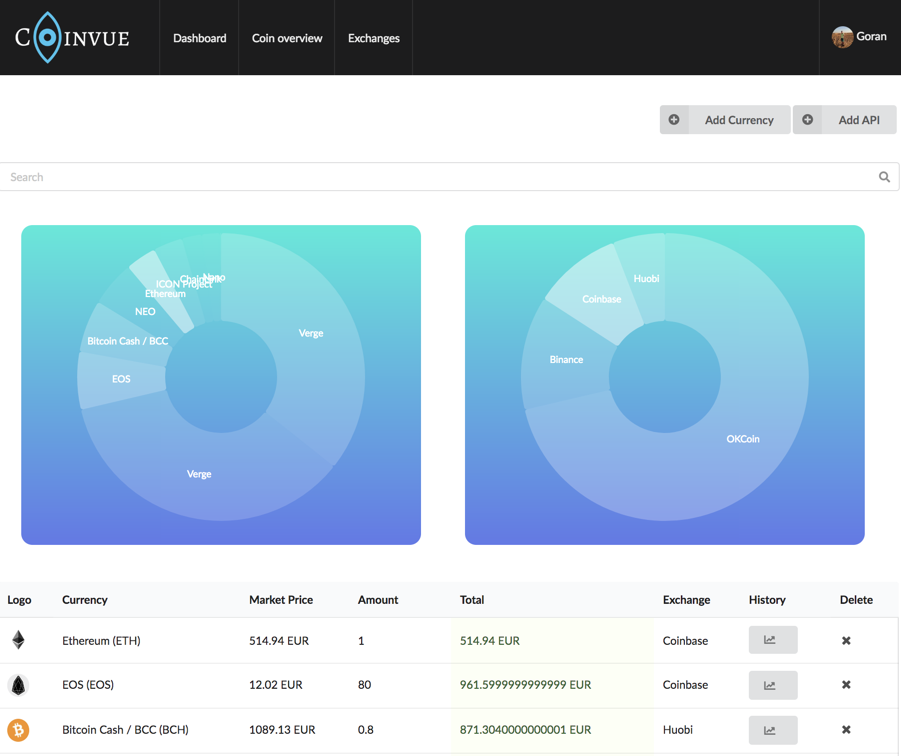 COINVUE
Dashboard
Coin overview
Exchanges
Goran
Add Currency
Add API
Search
Nano
ICON Project
Ethereum
NEO
Bitcoin Cash / BCC
EOS
Verge
Verge
Huobi
Coinbase
Binance
OKCoin
Logo Currency Market Price Amount Total Exchange History Delete
Ethereum (ETH) 514.94 EUR 1 514.94 EUR Coinbase
EOS (EOS) 12.02 EUR 80 961.5999999999999 EUR Coinbase
Bitcoin Cash / BCC (BCH) 1089.13 EUR 0.8 871.3040000000001 EUR Huobi